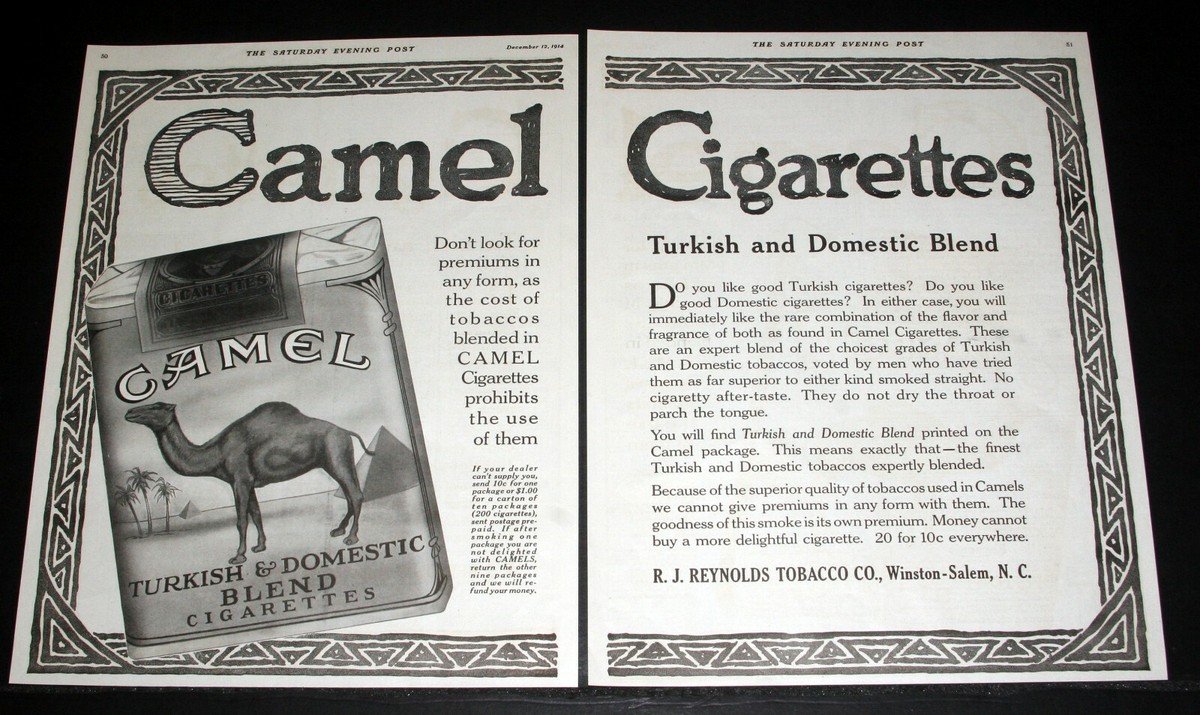 50
THE SATURDAY EVENING POST
December 12, 1914
Camel
CIGARETTES
CAMEL
TURKISH & DOMESTIC
BLEND
CIGARETTES
Don't look for
premiums in
any form, as
the cost of
tobaccos
blended in
CAMEL
Cigarettes
prohibits
the use
of them
If your dealer
can't supply you,
send 10c for one
package or $1.00
for a carton of
ten packages
(200 cigarettes),
sent postage pre-
paid. If after
smoking one
package you are
not delighted
with CAMELS,
return the other
nine packages
and we will re-
fund your money.
THE SATURDAY EVENING POST
51
Cigarettes
Turkish and Domestic Blend
DO you like good Turkish cigarettes? Do you like
good Domestic cigarettes? In either case, you will
immediately like the rare combination of the flavor and
fragrance of both as found in Camel Cigarettes. These
are an expert blend of the choicest grades of Turkish
and Domestic tobaccos, voted by men who have tried
them as far superior to either kind smoked straight. No
cigaretty after-taste. They do not dry the throat or
parch the tongue.
You will find Turkish and Domestic Blend printed on the
Camel package. This means exactly that—the finest
Turkish and Domestic tobaccos expertly blended.
Because of the superior quality of tobaccos used in Camels
we cannot give premiums in any form with them. The
goodness of this smoke is its own premium. Money cannot
buy a more delightful cigarette. 20 for 10c everywhere.
R. J. REYNOLDS TOBACCO CO., Winston-Salem, N. C.